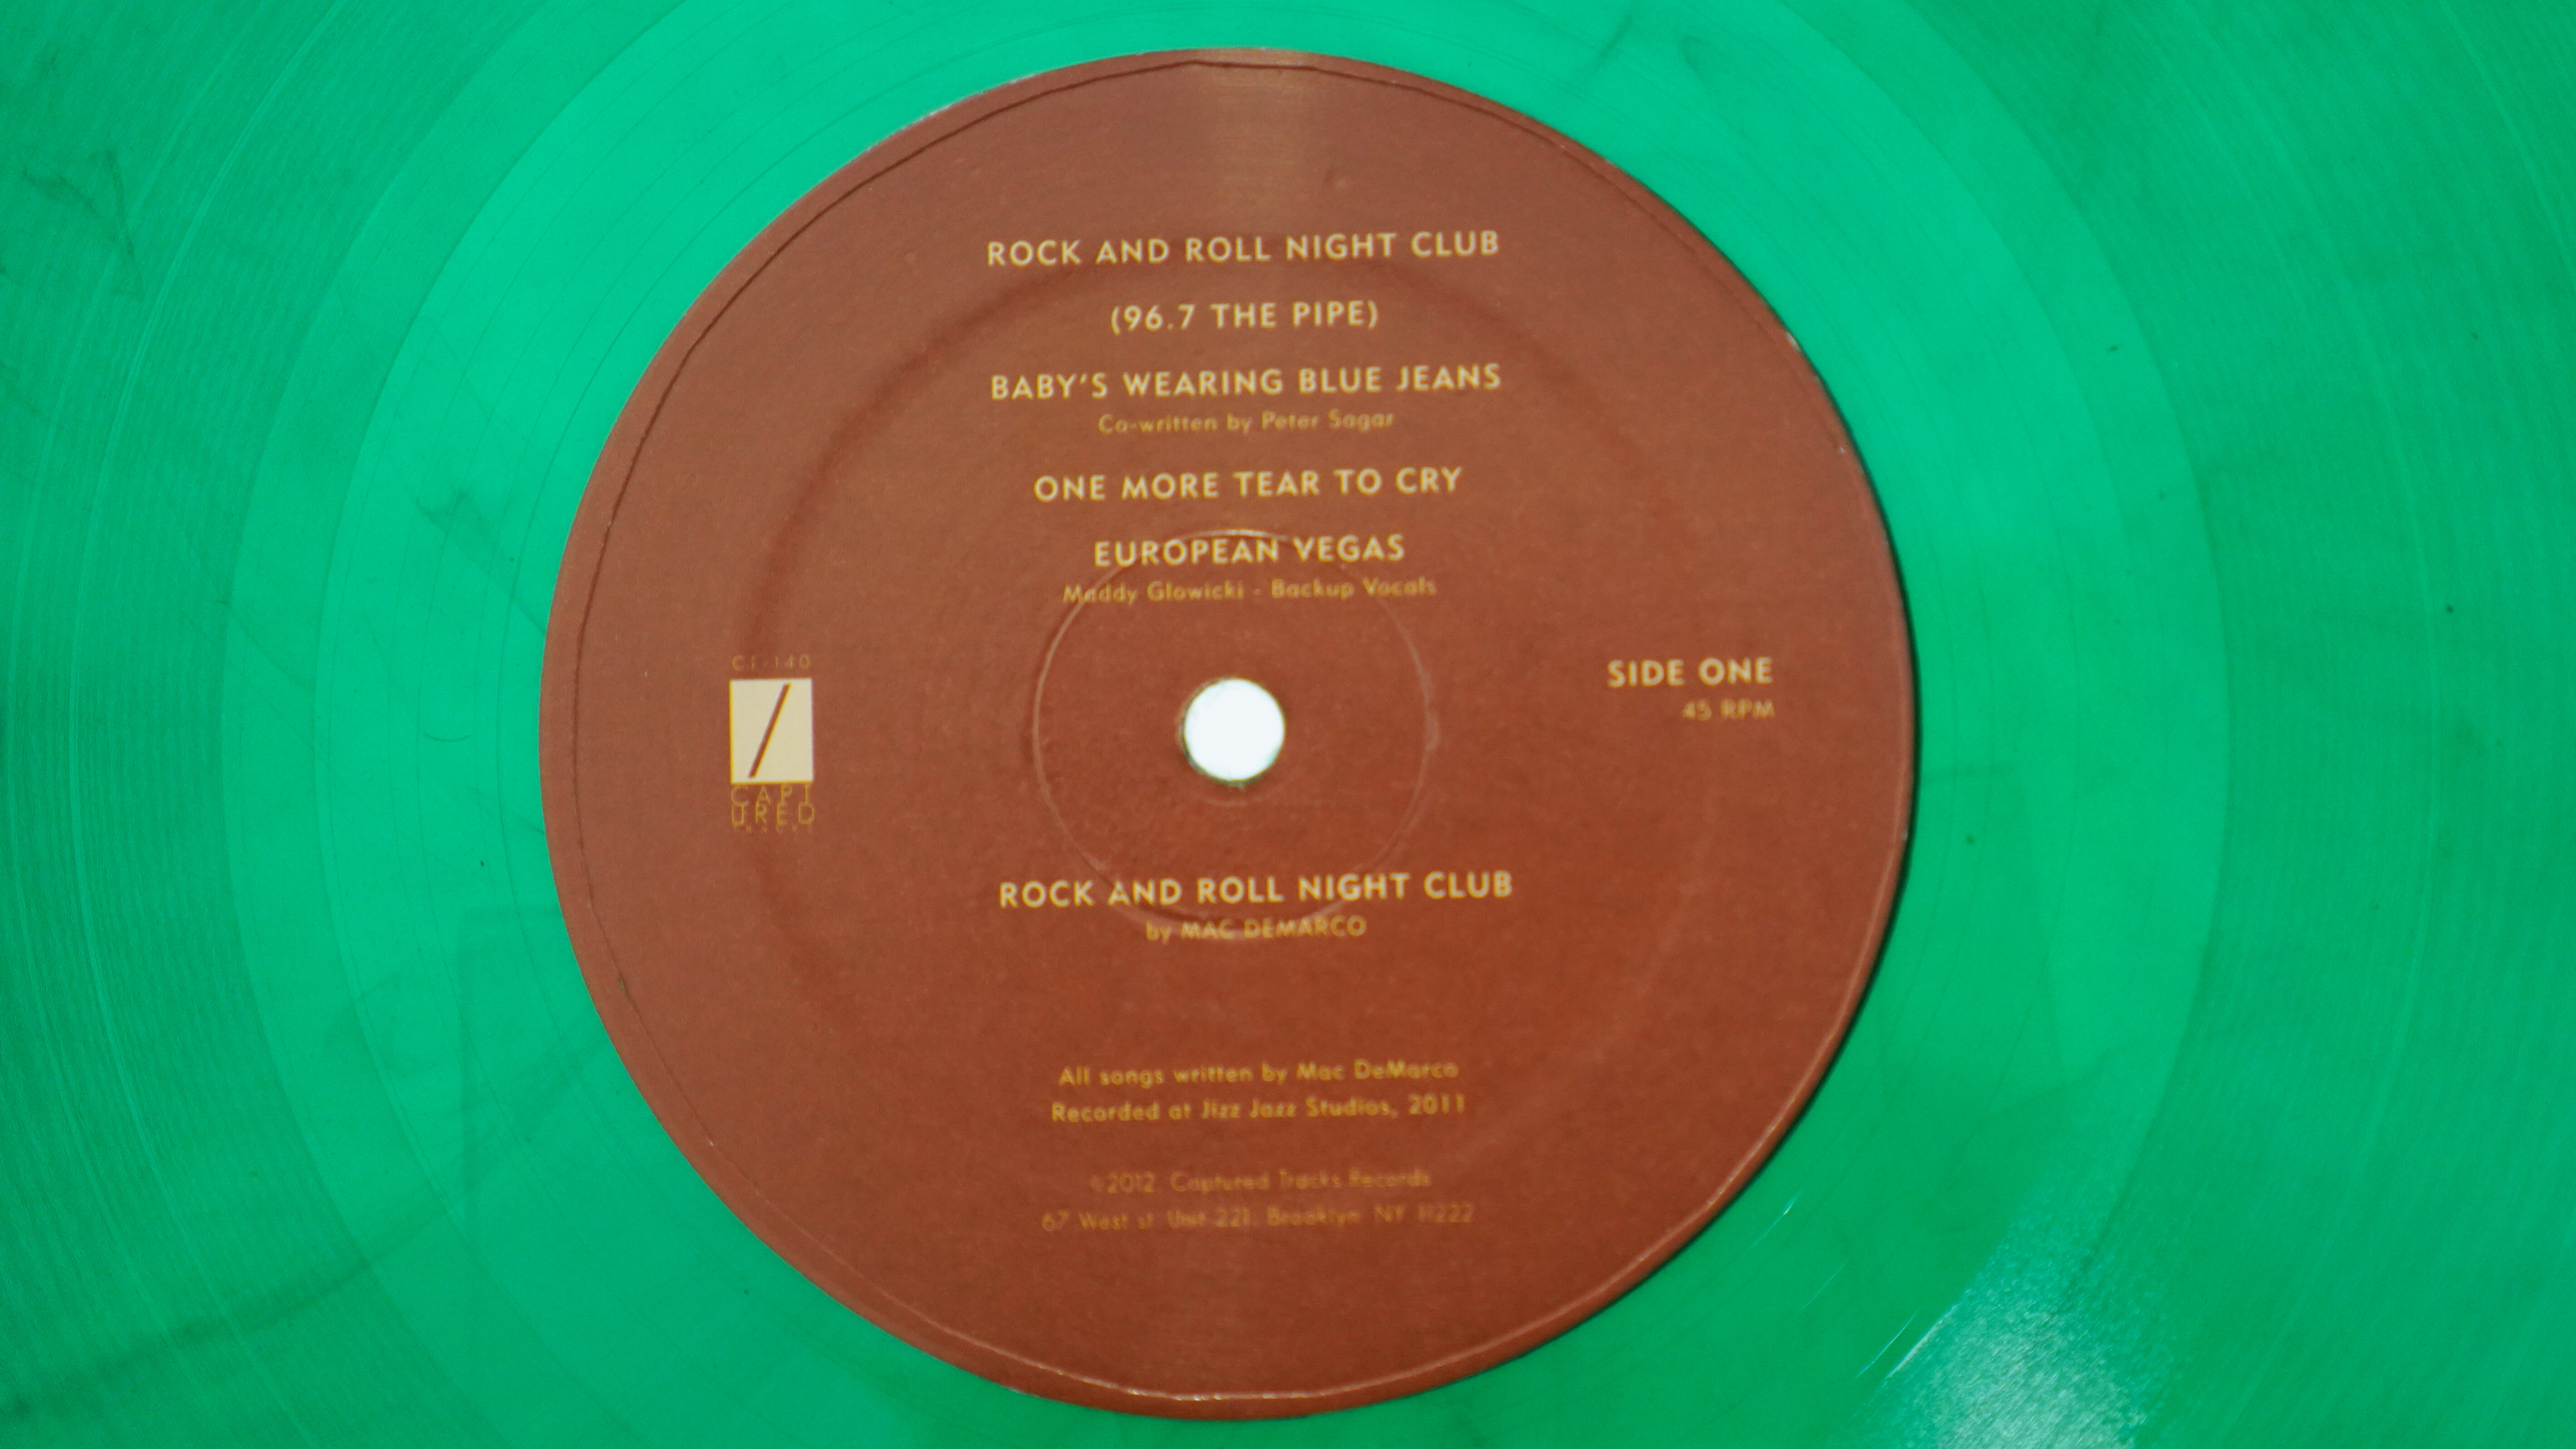 ROCK AND ROLL NIGHT CLUB
(96.7 THE PIPE)
BABY'S WEARING BLUE JEANS
Co-written by Peter Sagar
ONE MORE TEAR TO CRY
EUROPEAN VEGAS
Maddy Glowicki - Backup Vocals
CT-140
CAPT
URED
TRACKS
SIDE ONE
45 RPM
ROCK AND ROLL NIGHT CLUB
by MAC DEMARCO
All songs written by Mac DeMarco
Recorded at Jizz Jazz Studios, 2011
©2012 Captured Tracks Records
67 West st Unit 221, Brooklyn NY 11222